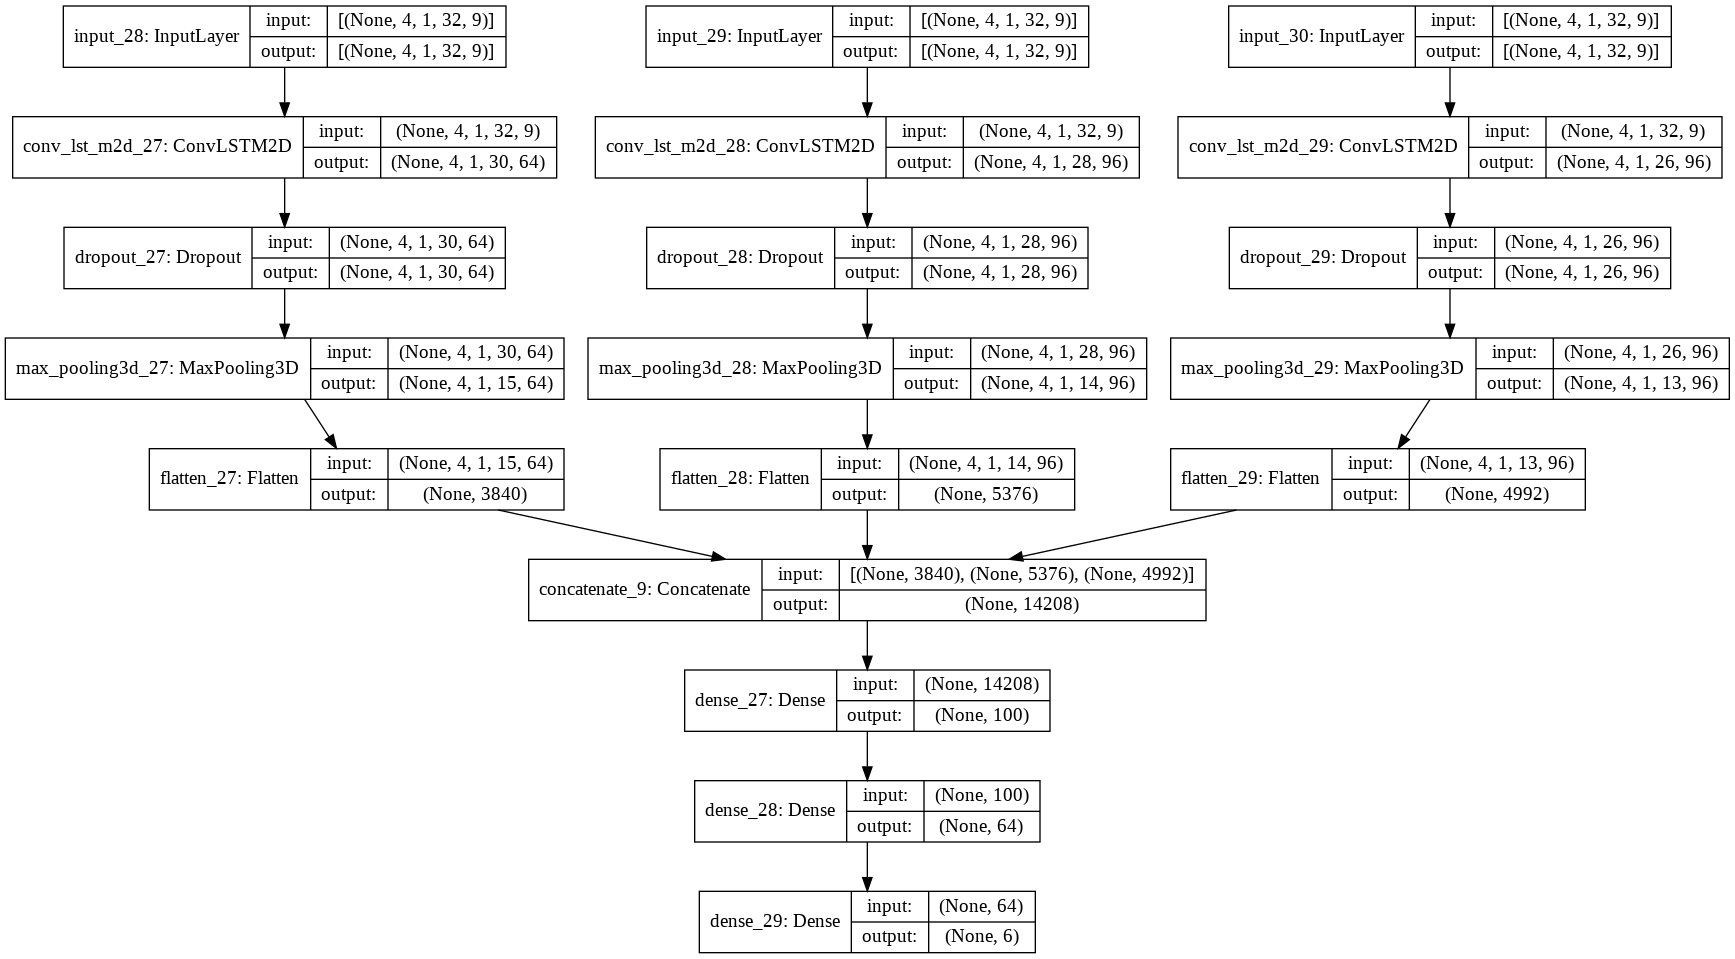 input_28: InputLayer
input:
[(None, 4, 1, 32, 9)]
output:
[(None, 4, 1, 32, 9)]
input_29: InputLayer
input:
[(None, 4, 1, 32, 9)]
output:
[(None, 4, 1, 32, 9)]
input_30: InputLayer
input:
[(None, 4, 1, 32, 9)]
output:
[(None, 4, 1, 32, 9)]
conv_lst_m2d_27: ConvLSTM2D
input:
(None, 4, 1, 32, 9)
output:
(None, 4, 1, 30, 64)
conv_lst_m2d_28: ConvLSTM2D
input:
(None, 4, 1, 32, 9)
output:
(None, 4, 1, 28, 96)
conv_lst_m2d_29: ConvLSTM2D
input:
(None, 4, 1, 32, 9)
output:
(None, 4, 1, 26, 96)
dropout_27: Dropout
input:
(None, 4, 1, 30, 64)
output:
(None, 4, 1, 30, 64)
dropout_28: Dropout
input:
(None, 4, 1, 28, 96)
output:
(None, 4, 1, 28, 96)
dropout_29: Dropout
input:
(None, 4, 1, 26, 96)
output:
(None, 4, 1, 26, 96)
max_pooling3d_27: MaxPooling3D
input:
(None, 4, 1, 30, 64)
output:
(None, 4, 1, 15, 64)
max_pooling3d_28: MaxPooling3D
input:
(None, 4, 1, 28, 96)
output:
(None, 4, 1, 14, 96)
max_pooling3d_29: MaxPooling3D
input:
(None, 4, 1, 26, 96)
output:
(None, 4, 1, 13, 96)
flatten_27: Flatten
input:
(None, 4, 1, 15, 64)
output:
(None, 3840)
flatten_28: Flatten
input:
(None, 4, 1, 14, 96)
output:
(None, 5376)
flatten_29: Flatten
input:
(None, 4, 1, 13, 96)
output:
(None, 4992)
concatenate_9: Concatenate
input:
[(None, 3840), (None, 5376), (None, 4992)]
output:
(None, 14208)
dense_27: Dense
input:
(None, 14208)
output:
(None, 100)
dense_28: Dense
input:
(None, 100)
output:
(None, 64)
dense_29: Dense
input:
(None, 64)
output:
(None, 6)